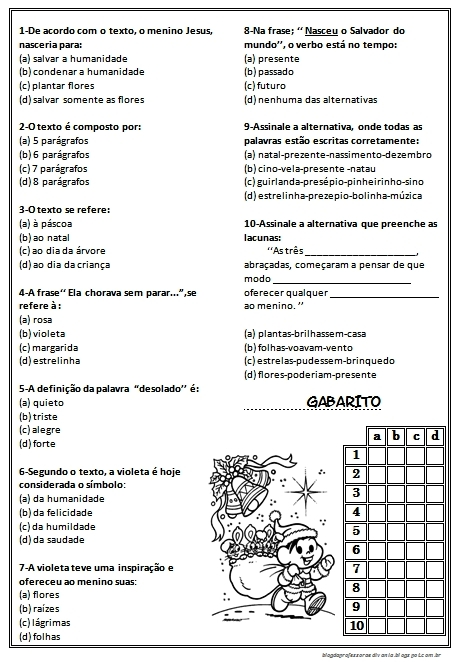 1-De acordo com o texto, o menino Jesus,
nasceria para:
(a) salvar a humanidade
(b) condenar a humanidade
(c) plantar flores
(d) salvar somente as flores
2-O texto é composto por:
(a) 5 parágrafos
(b) 6 parágrafos
(c) 7 parágrafos
(d) 8 parágrafos
3-O texto se refere:
(a) à páscoa
(b) ao natal
(c) ao dia da árvore
(d) ao dia da criança
4-A frase“ Ela chorava sem parar...”,se
refere à :
(a) rosa
(b) violeta
(c) margarida
(d) estrelinha
5-A definição da palavra “desolado” é:
(a) quieto
(b) triste
(c) alegre
(d) forte
6-Segundo o texto, a violeta é hoje
considerada o símbolo:
(a) da humanidade
(b) da felicidade
(c) da humildade
(d) da saudade
7-A violeta teve uma inspiração e
ofereceu ao menino suas:
(a) flores
(b) raízes
(c) lágrimas
(d) folhas
8-Na frase; “ Nasceu o Salvador do
mundo”, o verbo está no tempo:
(a) presente
(b) passado
(c) futuro
(d) nenhuma das alternativas
9-Assinale a alternativa, onde todas as
palavras estão escritas corretamente:
(a) natal-prezente-nassimento-dezembro
(b) cino-vela-presente -natau
(c) guirlanda-presépio-pinheirinho-sino
(d) estrelinha-prezepio-bolinha-múzica
10-Assinale a alternativa que preenche as
lacunas:
“As três ____________________,
abraçadas, começaram a pensar de que
modo _________________________
oferecer qualquer ____________________
ao menino. ”
(a) plantas-brilhassem-casa
(b) folhas-voavam-vento
(c) estrelas-pudessem-brinquedo
(d) flores-poderiam-presente
GABARITO
a b c d
1
2
3
4
5
6
7
8
9
10
blogdaprofessoraedivania.blogspot.com.br